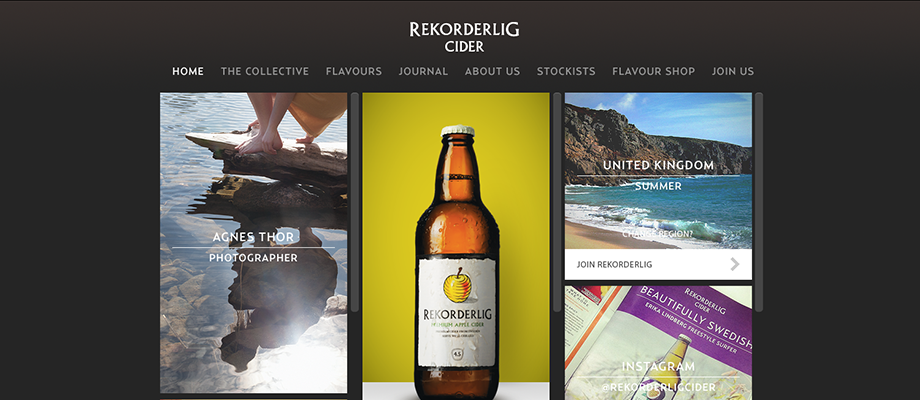 REKORDERLIG
CIDER
HOME THE COLLECTIVE FLAVOURS JOURNAL ABOUT US STOCKISTS FLAVOUR SHOP JOIN US
AGNES THOR
PHOTOGRAPHER
REKORDERLIG
PREMIUM APPLE CIDER
4.5
UNITED KINGDOM
SUMMER
CHANGE REGION?
JOIN REKORDERLIG
REKORDERLIG
CIDER
BEAUTIFULLY SWEDISH
ERIKA LINDBERG FREESTYLE SURFER
INSTAGRAM
@REKORDERLIGCIDER